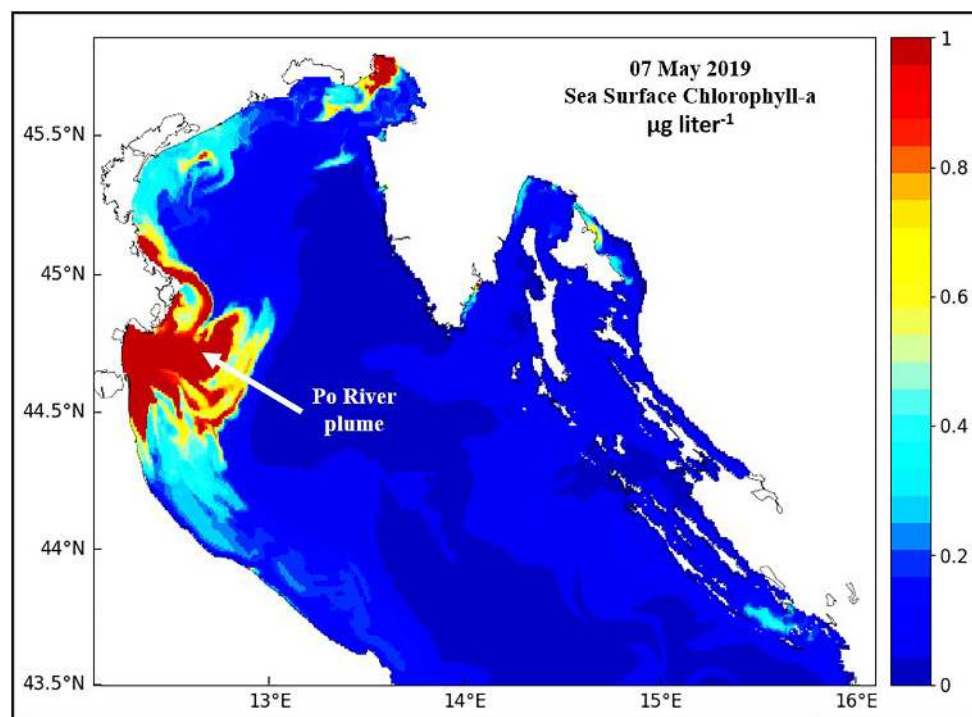 07 May 2019
Sea Surface Chlorophyll-a
µg liter⁻¹
1
0.8
0.6
0.4
0.2
0
45.5°N
45°N
44.5°N
44°N
43.5°N
Po River
plume
13°E
14°E
15°E
16°E